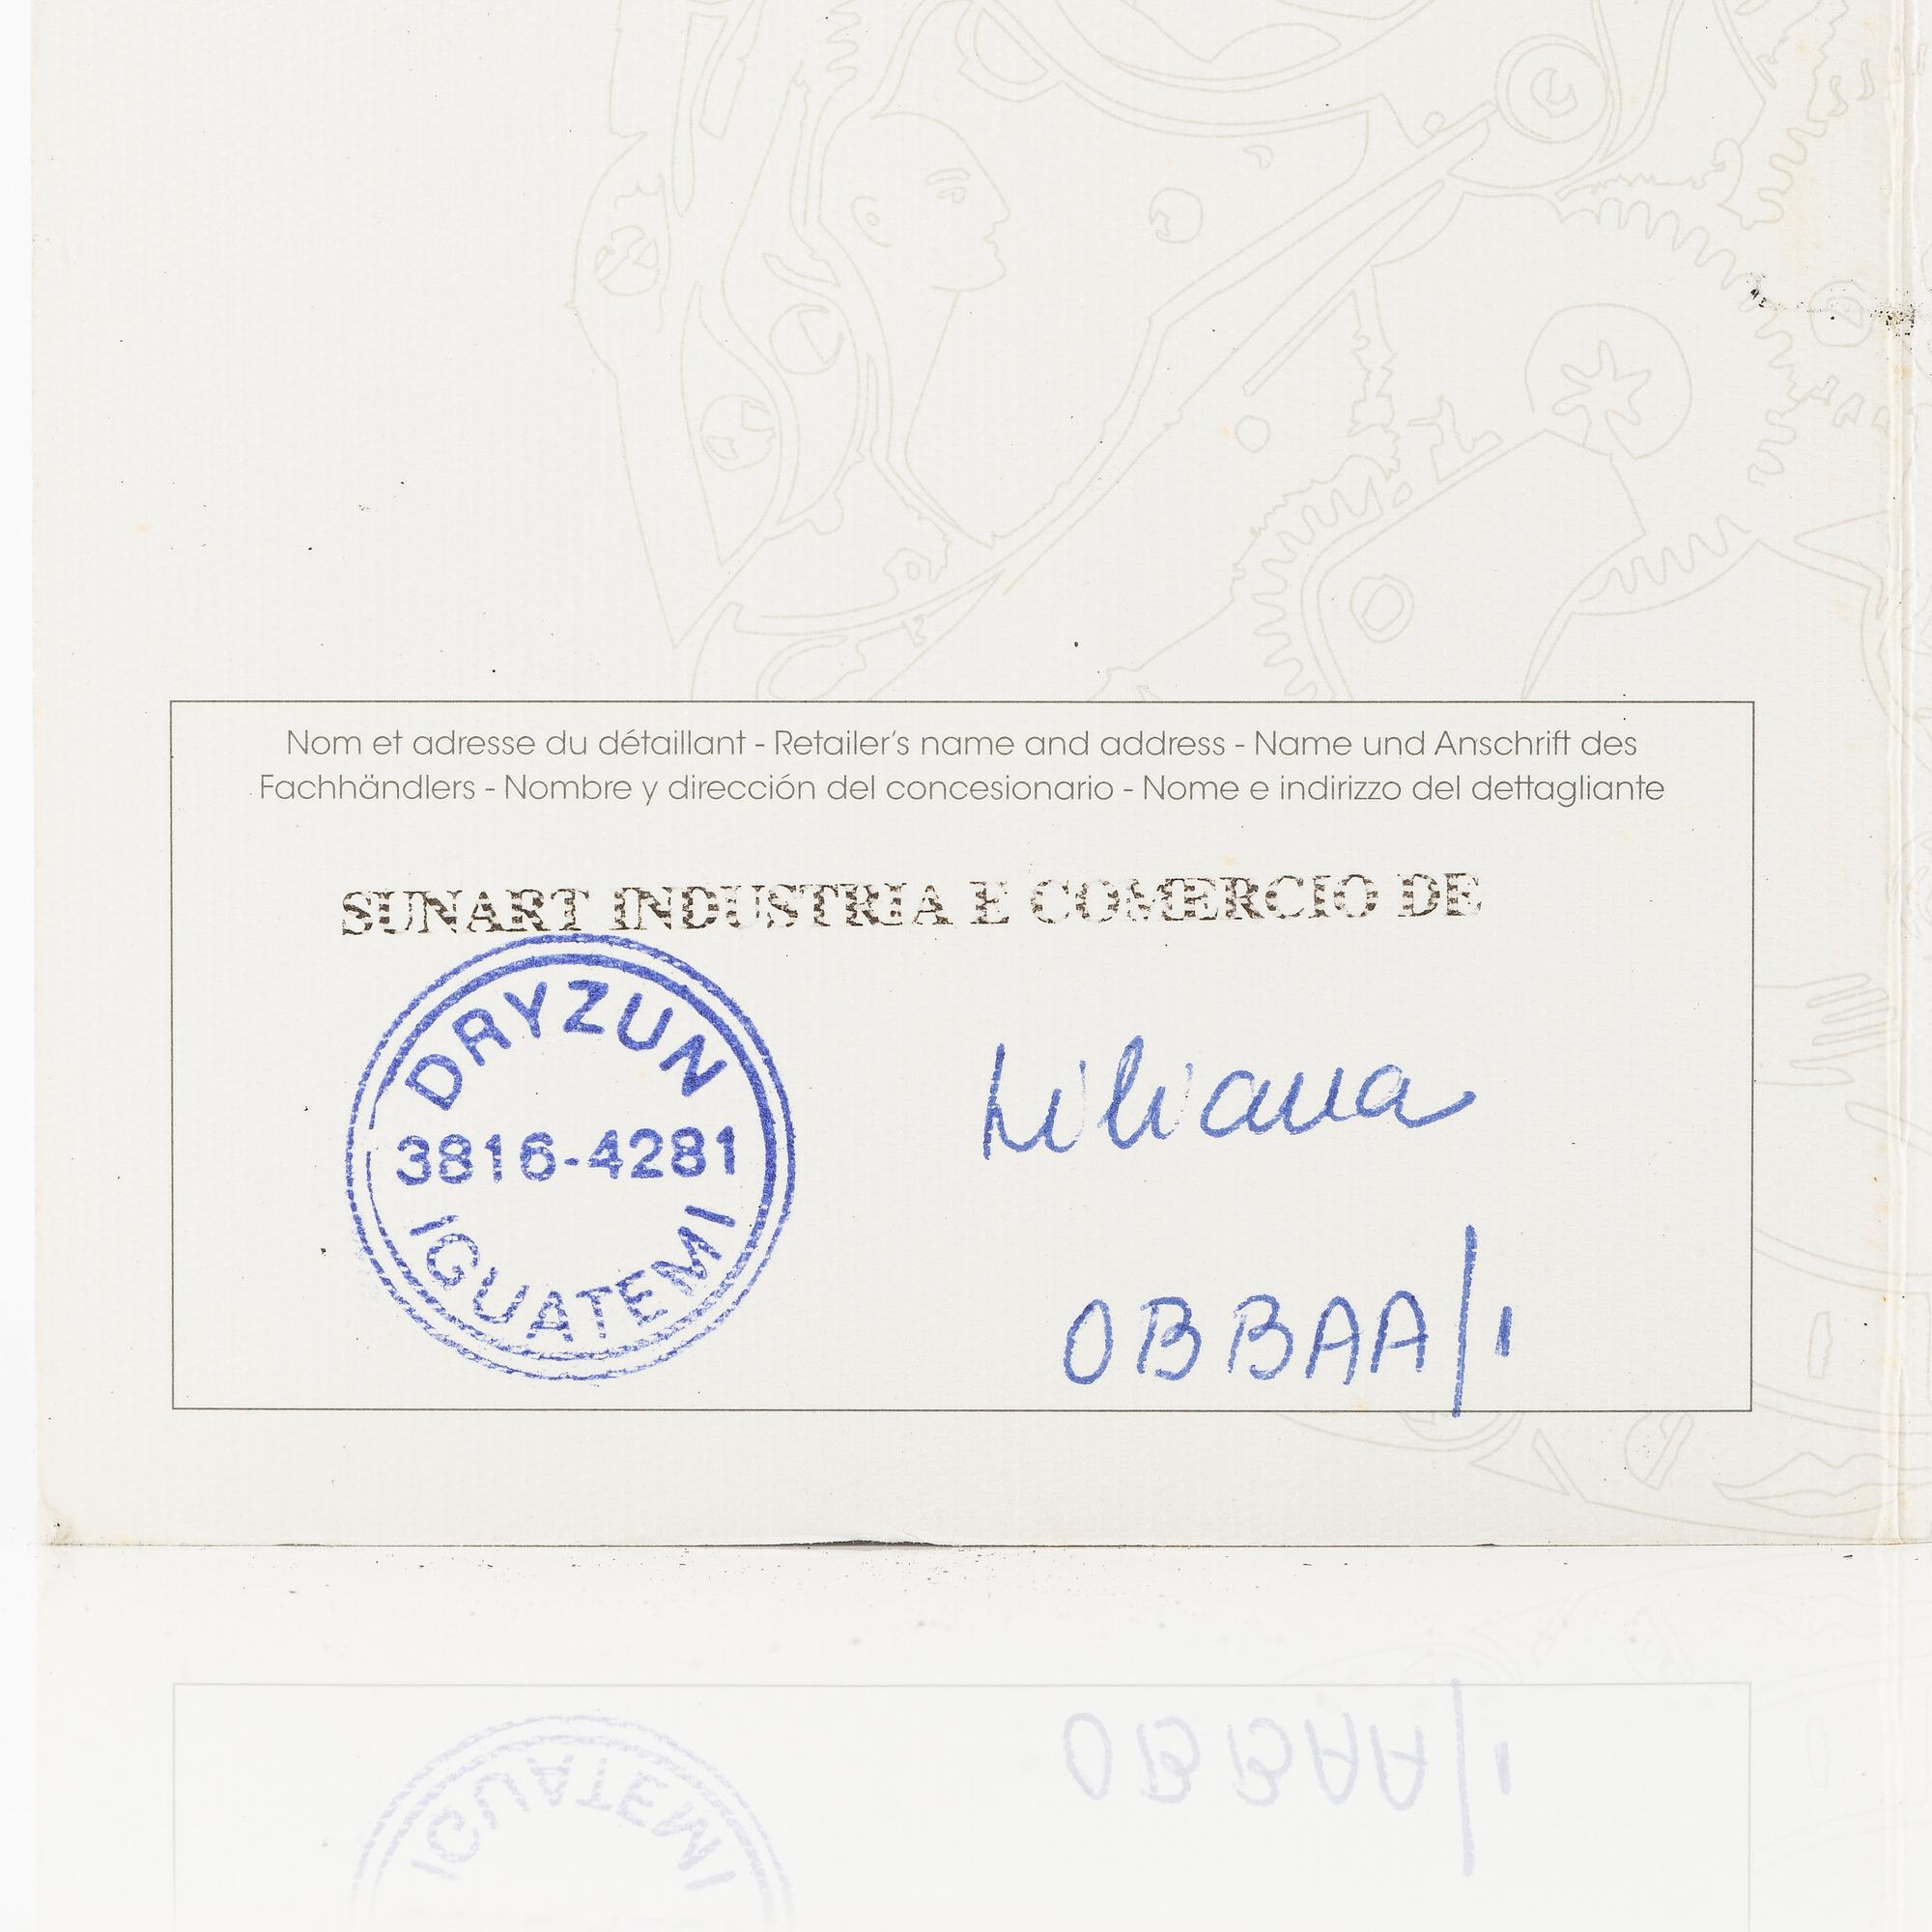 Nom et adresse du détaillant - Retailer's name and address - Name und Anschrift des
Fachhändlers - Nombre y dirección del concesionario - Nome e indirizzo del dettagliante
SUNART INDUSTRIA E COMERCIO DE
DRYZUN
3816-4281
IGUATEMI
Liliana
OBBAA/1